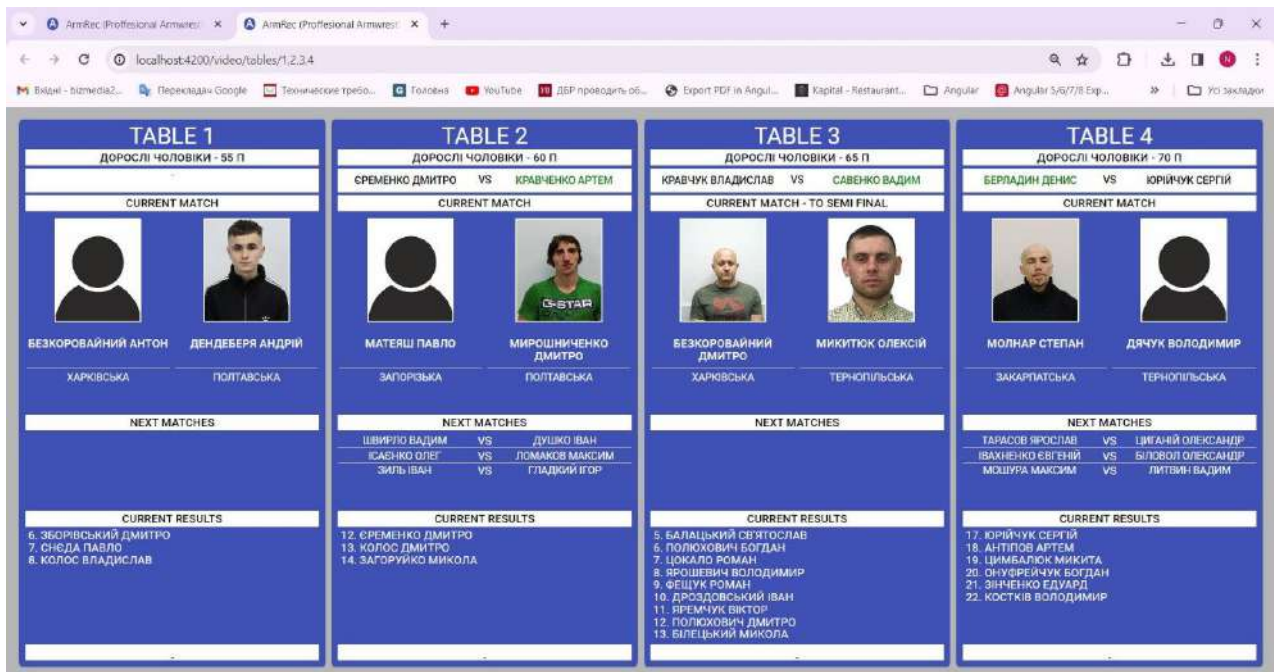 ArmRec (Proffesional Armwrest
ArmRec (Proffesional Armwrest
localhost:4200/video/tables/1,2,3,4
Вхідні - bizmedia2...
Перекладач Google
Технические требо...
Головна
YouTube
ДБР проводить об...
Export PDF in Angul...
Kapital - Restaurant...
Angular
Angular 5/6/7/8 Exp...
»
Усі закладки
TABLE 1
ДОРОСЛІ ЧОЛОВІКИ - 55 П
-
CURRENT MATCH
БЕЗКОРОВАЙНИЙ АНТОН ДЕНДЕБЕРЯ АНДРІЙ
ХАРКІВСЬКА ПОЛТАВСЬКА
NEXT MATCHES
CURRENT RESULTS
6. ЗБОРІВСЬКИЙ ДМИТРО
7. СНЄДА ПАВЛО
8. КОЛОС ВЛАДИСЛАВ
-
TABLE 2
ДОРОСЛІ ЧОЛОВІКИ - 60 П
ЄРЕМЕНКО ДМИТРО VS КРАВЧЕНКО АРТЕМ
CURRENT MATCH
G-STAR
МАТЕЯШ ПАВЛО МИРОШНИЧЕНКО
ДМИТРО
ЗАПОРІЗЬКА ПОЛТАВСЬКА
NEXT MATCHES
ШВИРЛО ВАДИМ VS ДУШКО ІВАН
ІСАЄНКО ОЛЕГ VS ЛОМАКОВ МАКСИМ
ЗИЛЬ ІВАН VS ГЛАДКИЙ ІГОР
CURRENT RESULTS
12. ЄРЕМЕНКО ДМИТРО
13. КОЛОС ДМИТРО
14. ЗАГОРУЙКО МИКОЛА
-
TABLE 3
ДОРОСЛІ ЧОЛОВІКИ - 65 П
КРАВЧУК ВЛАДИСЛАВ VS САВЕНКО ВАДИМ
CURRENT MATCH - TO SEMI FINAL
БЕЗКОРОВАЙНИЙ МИКИТЮК ОЛЕКСІЙ
ДМИТРО
ХАРКІВСЬКА ТЕРНОПІЛЬСЬКА
NEXT MATCHES
CURRENT RESULTS
5. БАЛАЦЬКИЙ СВ'ЯТОСЛАВ
6. ПОЛЮХОВИЧ БОГДАН
7. ЦОКАЛО РОМАН
8. ЯРОШЕВИЧ ВОЛОДИМИР
9. ФЕЩУК РОМАН
10. ДРОЗДОВСЬКИЙ ІВАН
11. ЯРЕМЧУК ВІКТОР
12. ПОЛЮХОВИЧ ДМИТРО
13. БІЛЕЦЬКИЙ МИКОЛА
-
TABLE 4
ДОРОСЛІ ЧОЛОВІКИ - 70 П
БЕРЛАДИН ДЕНИС VS ЮРІЙЧУК СЕРГІЙ
CURRENT MATCH
МОЛНАР СТЕПАН ДЯЧУК ВОЛОДИМИР
ЗАКАРПАТСЬКА ТЕРНОПІЛЬСЬКА
NEXT MATCHES
ТАРАСОВ ЯРОСЛАВ VS ЦИГАНІЙ ОЛЕКСАНДР
ІВАХНЕНКО ЄВГЕНІЙ VS БІЛОВОЛ ОЛЕКСАНДР
МОШУРА МАКСИМ VS ЛИТВИН ВАДИМ
CURRENT RESULTS
17. ЮРІЙЧУК СЕРГІЙ
18. АНТІПОВ АРТЕМ
19. ЦИМБАЛЮК МИКИТА
20. ОНУФРЕЙЧУК БОГДАН
21. ЗІНЧЕНКО ЕДУАРД
22. КОСТКІВ ВОЛОДИМИР
-